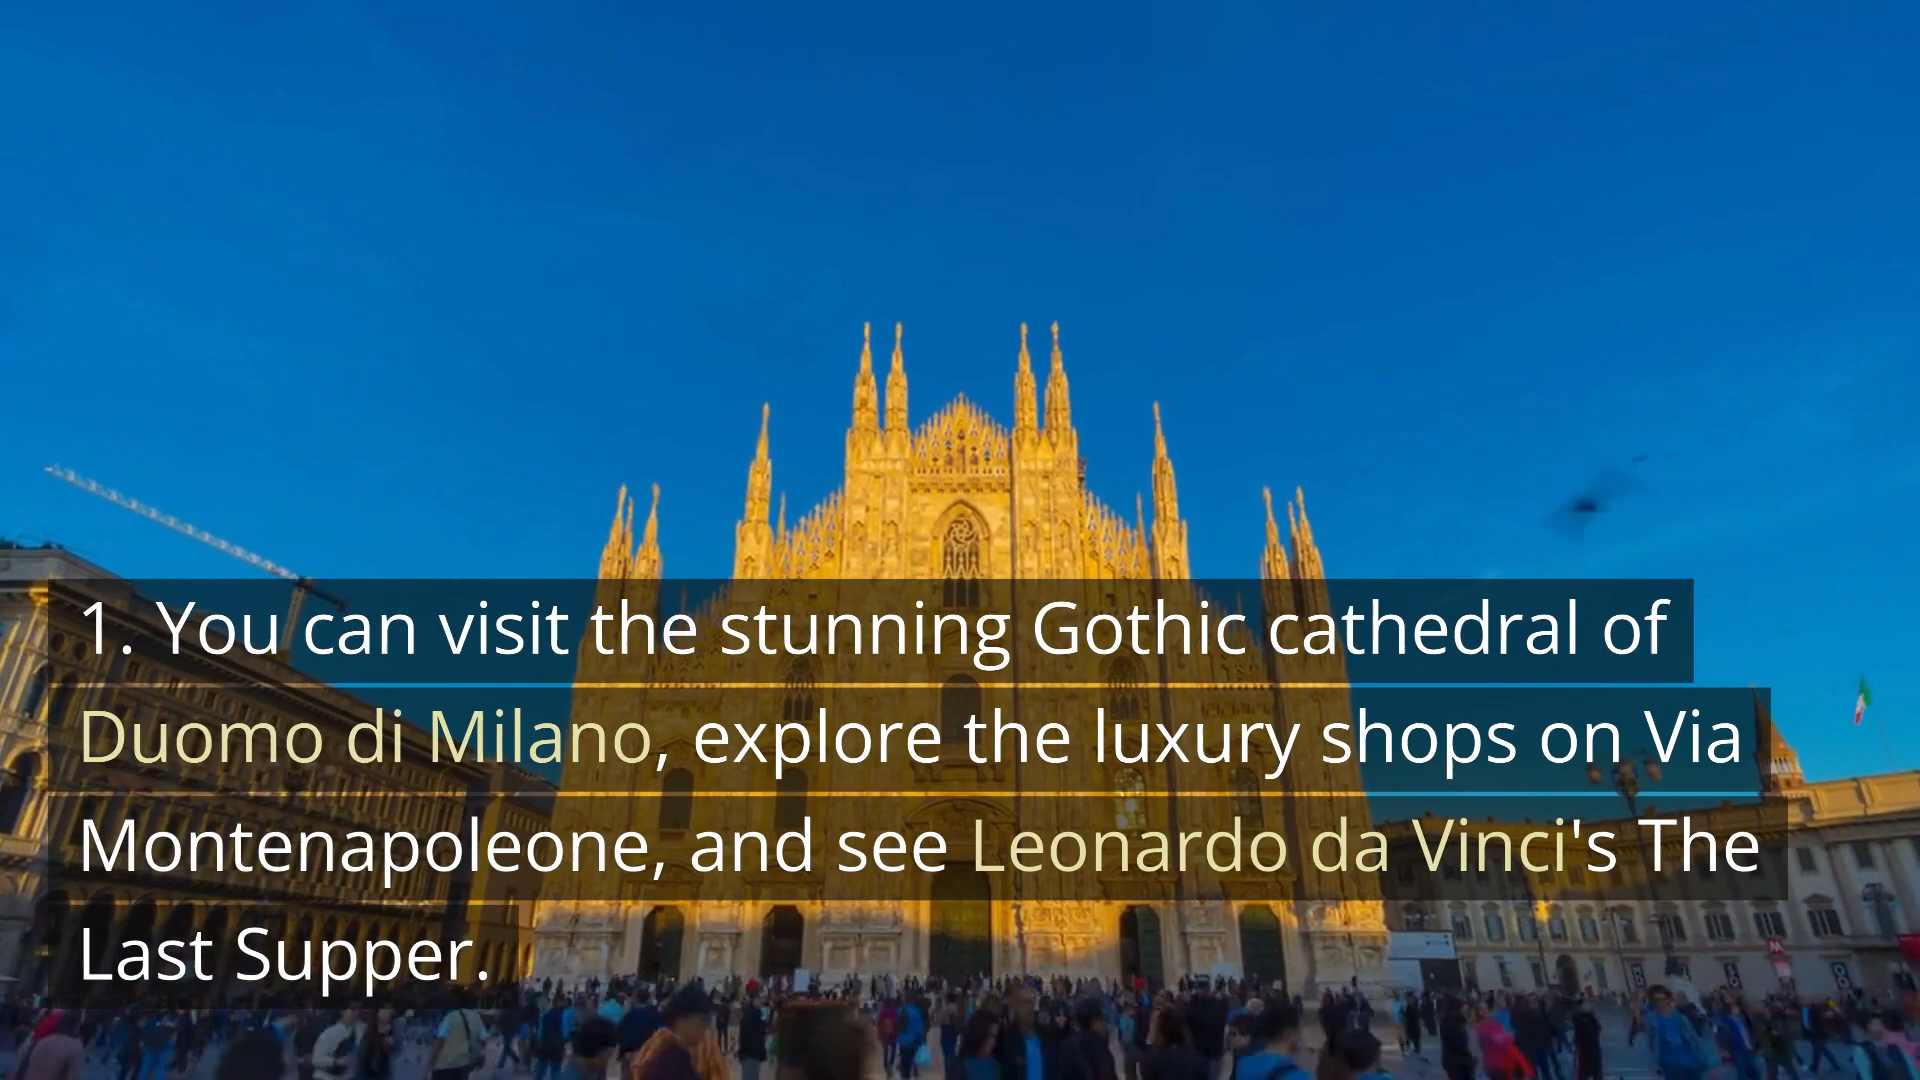 1. You can visit the stunning Gothic cathedral of
Duomo di Milano, explore the luxury shops on Via
Montenapoleone, and see Leonardo da Vinci's The
Last Supper.